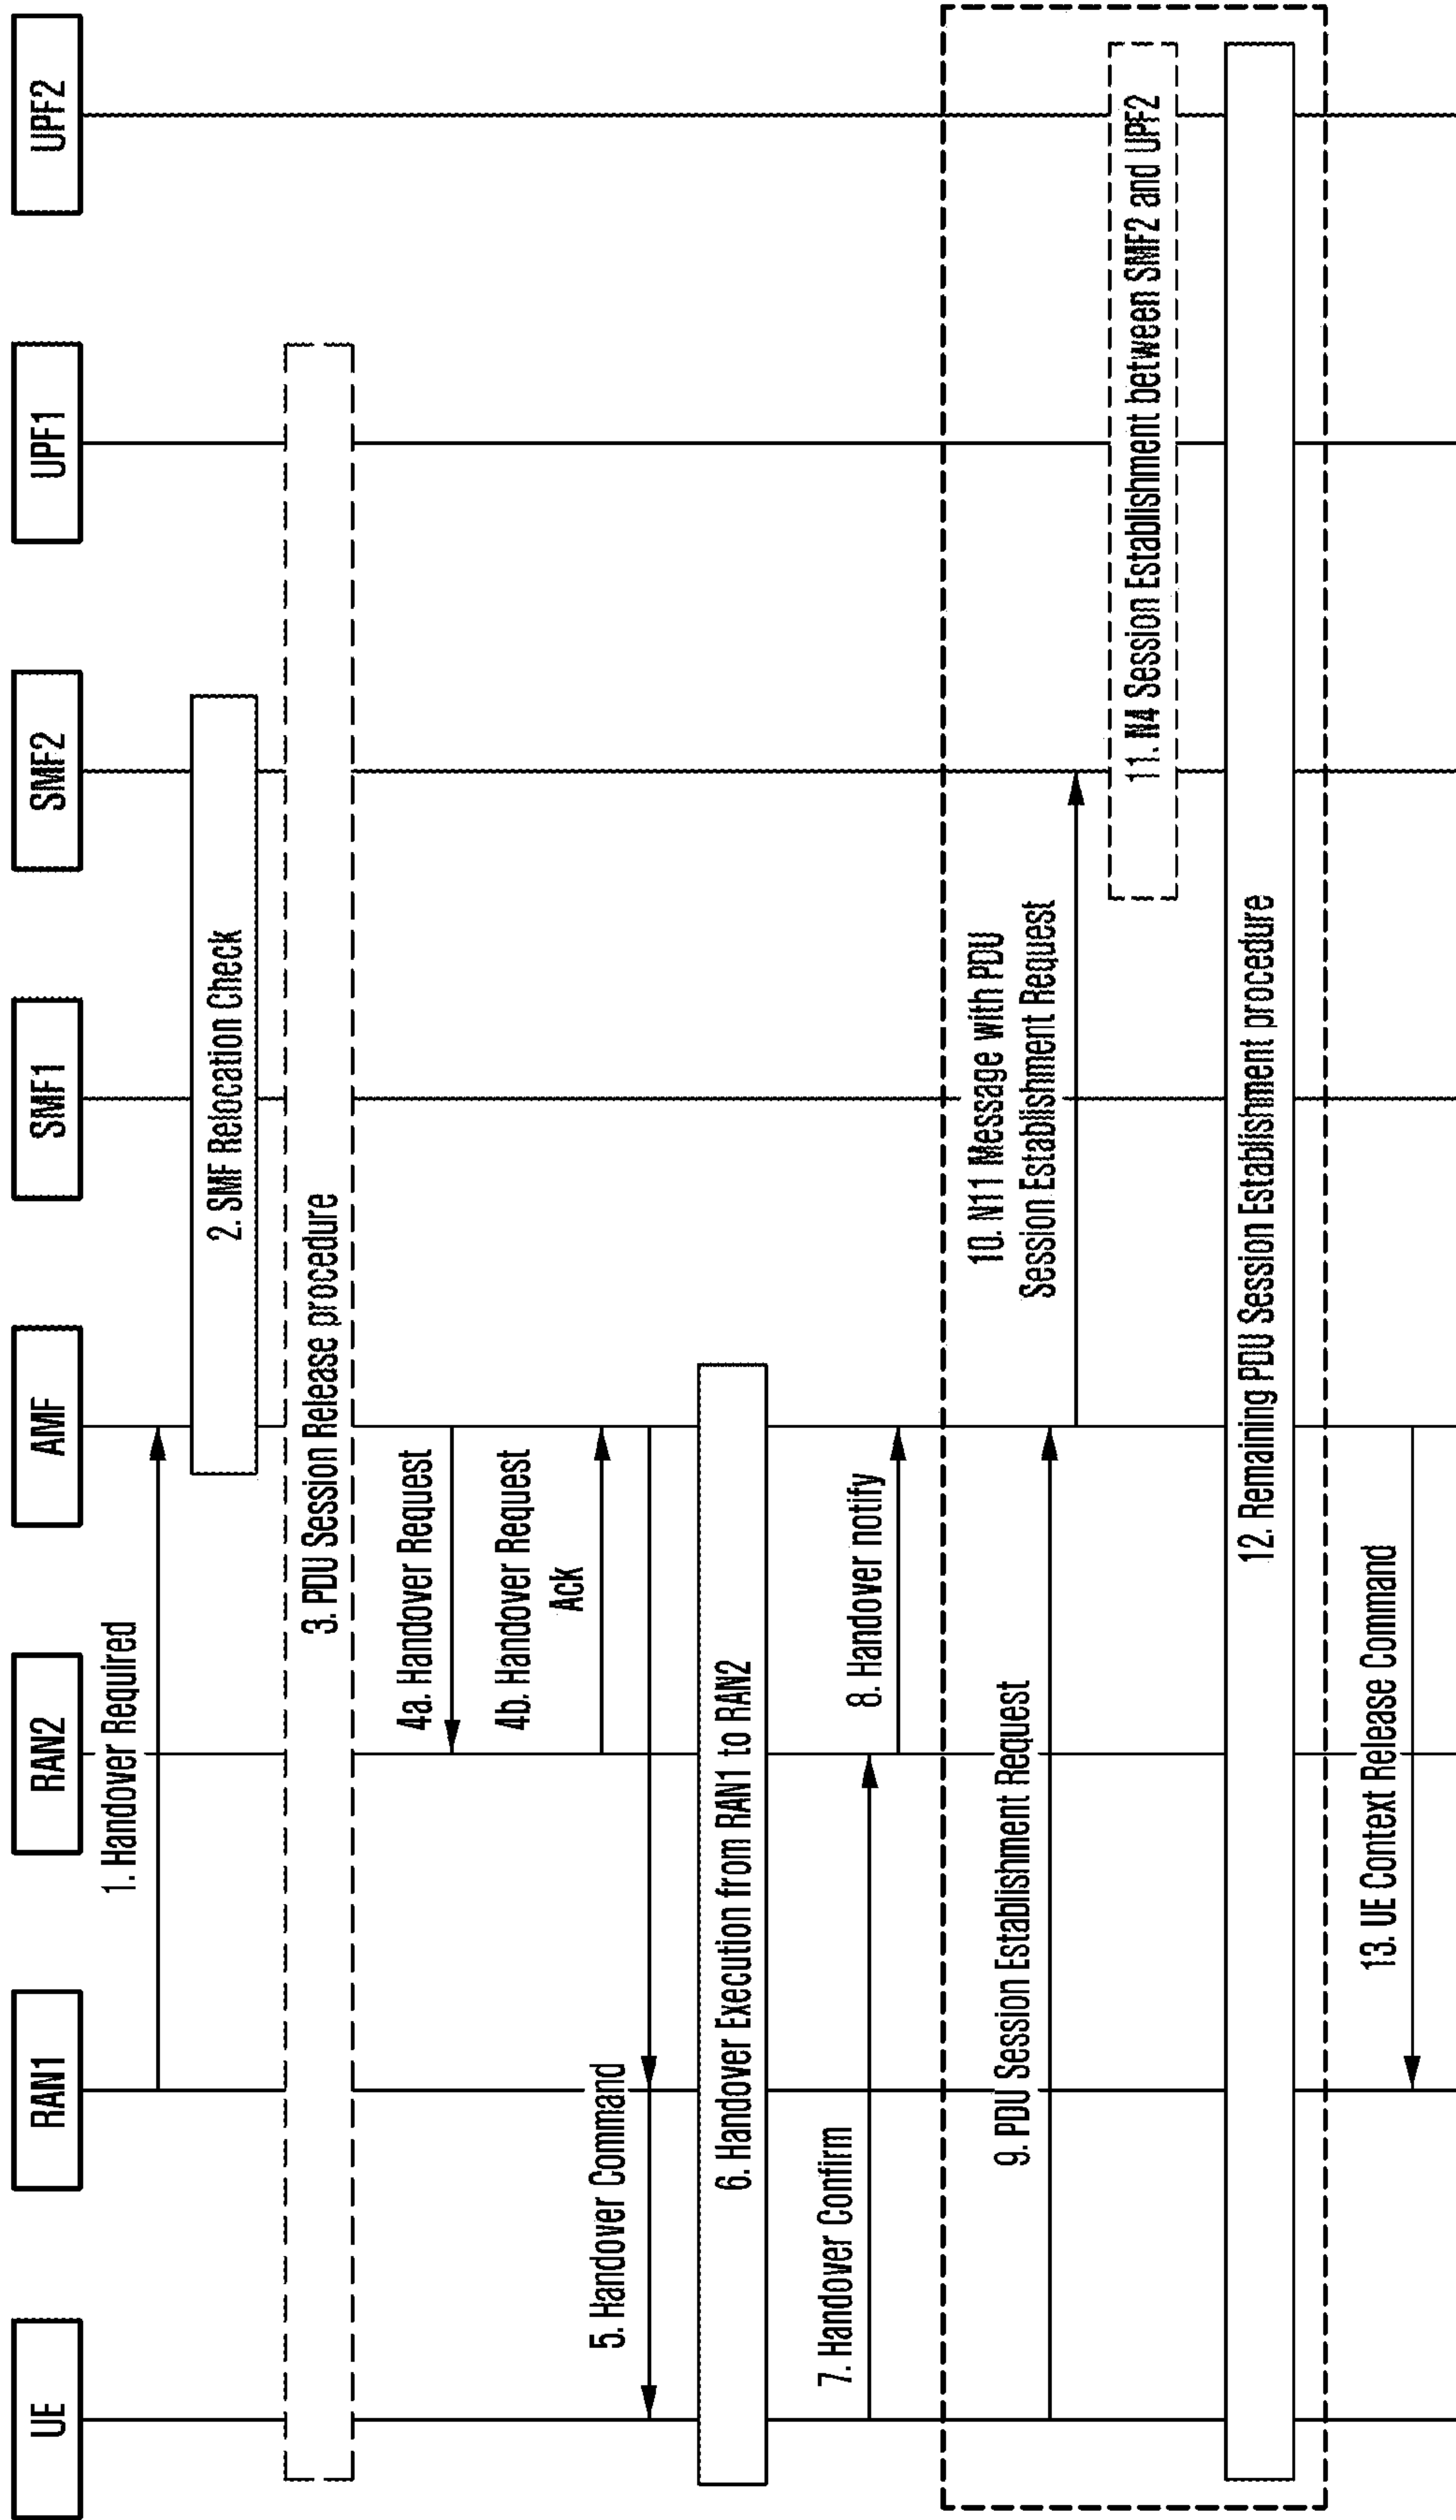 UE
RAN1
RAN2
AMF
SMF1
SMF2
UPF1
UPF2
1. Handover Required
2. SMF Relocation Check
3. PDU Session Release procedure
4a. Handover Request
4b. Handover Request
Ack
5. Handover Command
6. Handover Execution from RAN1 to RAN2
7. Handover Confirm
8. Handover notify
9. PDU Session Establishment Request
10. N11 Message with PDU
Session Establishment Request
11. N4 Session Establishment between SMF2 and UPF2
12. Remaining PDU Session Establishment procedure
13. UE Context Release Command